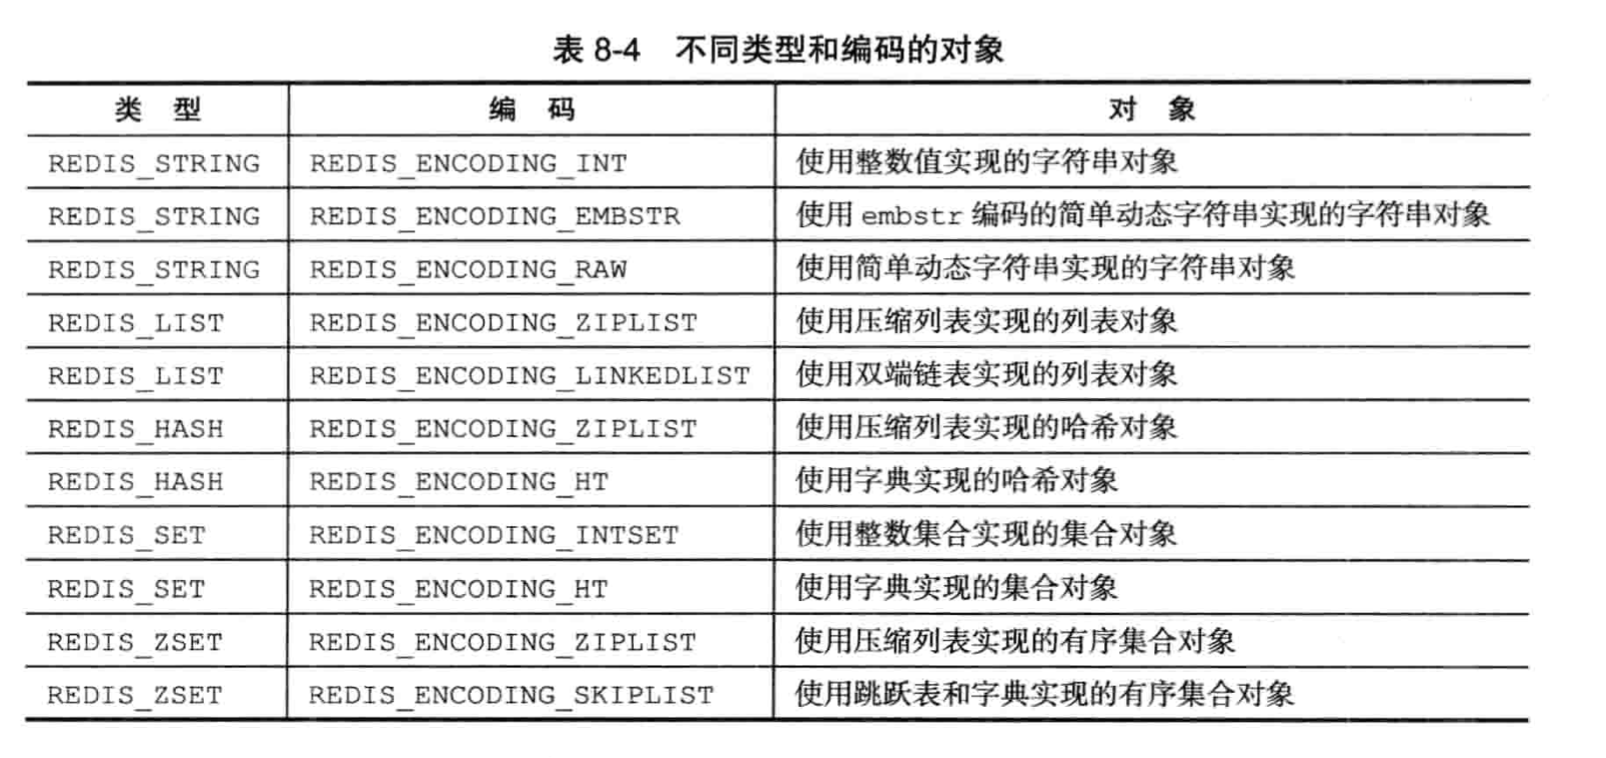 表 8-4 不同类型和编码的对象
类 型 编 码 对 象
REDIS_STRING REDIS_ENCODING_INT 使用整数值实现的字符串对象
REDIS_STRING REDIS_ENCODING_EMBSTR 使用 embstr 编码的简单动态字符串实现的字符串对象
REDIS_STRING REDIS_ENCODING_RAW 使用简单动态字符串实现的字符串对象
REDIS_LIST REDIS_ENCODING_ZIPLIST 使用压缩列表实现的列表对象
REDIS_LIST REDIS_ENCODING_LINKEDLIST 使用双端链表实现的列表对象
REDIS_HASH REDIS_ENCODING_ZIPLIST 使用压缩列表实现的哈希对象
REDIS_HASH REDIS_ENCODING_HT 使用字典实现的哈希对象
REDIS_SET REDIS_ENCODING_INTSET 使用整数集合实现的集合对象
REDIS_SET REDIS_ENCODING_HT 使用字典实现的集合对象
REDIS_ZSET REDIS_ENCODING_ZIPLIST 使用压缩列表实现的有序集合对象
REDIS_ZSET REDIS_ENCODING_SKIPLIST 使用跳跃表和字典实现的有序集合对象